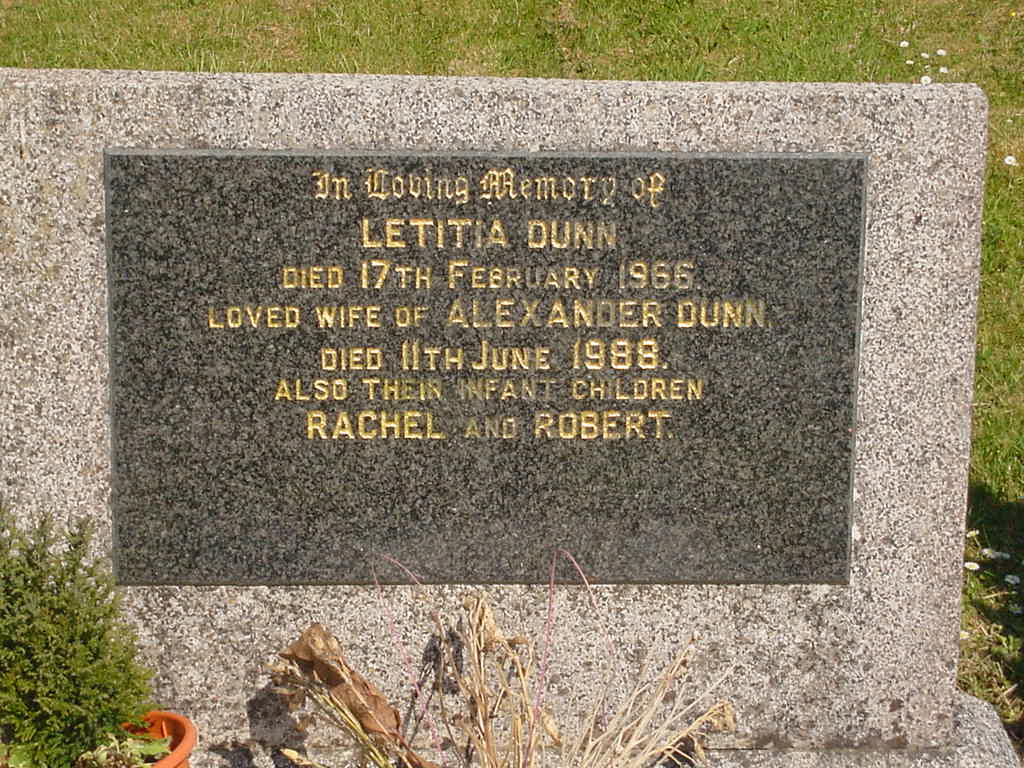 In Loving Memory of
LETITIA DUNN
DIED 17TH FEBRUARY 1966.
LOVED WIFE OF ALEXANDER DUNN,
DIED 11TH JUNE 1988.
ALSO THEIR INFANT CHILDREN
RACHEL AND ROBERT.